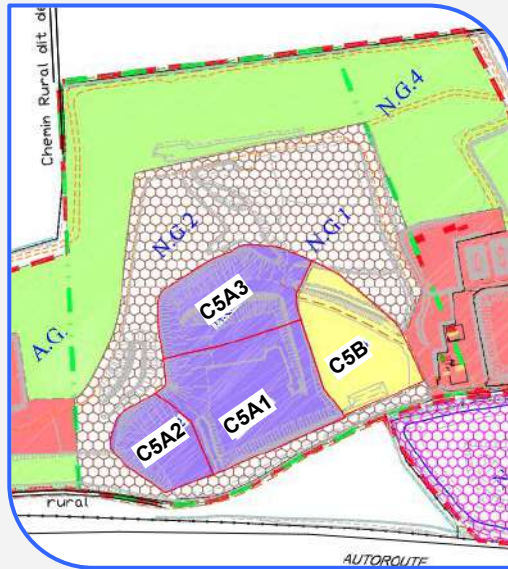 Chemin Rural dit de
N.G.4
N.G.2
N.G.1
C5A3
A.G.
C5B
C5A1
C5A2
rural
AUTOROUTE